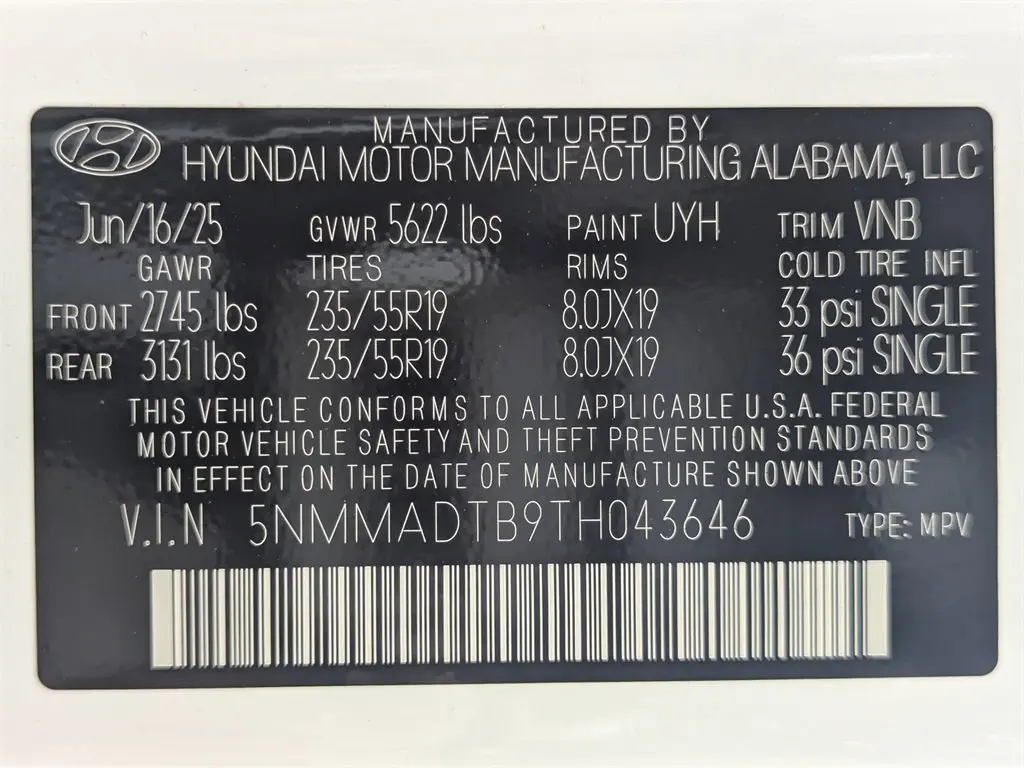 MANUFACTURED BY
HYUNDAI MOTOR MANUFACTURING ALABAMA, LLC
Jun/16/25 GVWR 5622 lbs PAINT UYH TRIM VNB
GAWR TIRES RIMS COLD TIRE INFL
FRONT 2745 lbs 235/55R19 8.0JX19 33 psi SINGLE
REAR 3131 lbs 235/55R19 8.0JX19 36 psi SINGLE
THIS VEHICLE CONFORMS TO ALL APPLICABLE U.S.A. FEDERAL
MOTOR VEHICLE SAFETY AND THEFT PREVENTION STANDARDS
IN EFFECT ON THE DATE OF MANUFACTURE SHOWN ABOVE
V.I.N 5NMMADTB9TH043646 TYPE: MPV